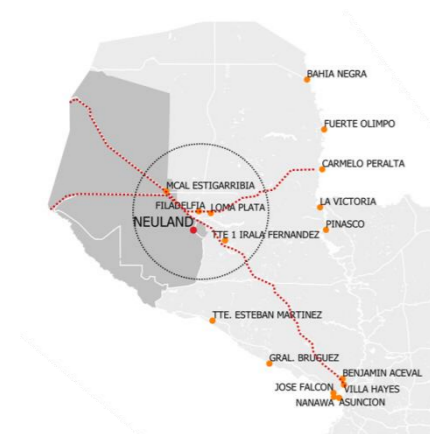 BAHIA NEGRA
FUERTE OLIMPO
CARMELO PERALTA
MCAL ESTIGARRIBIA
FILADELFIA
LOMA PLATA
LA VICTORIA
NEULAND
PINASCO
TTE 1 IRALA FERNANDEZ
TTE. ESTEBAN MARTINEZ
GRAL. BRUGUEZ
BENJAMIN ACEVAL
JOSE FALCON
VILLA HAYES
NANAWA
ASUNCION